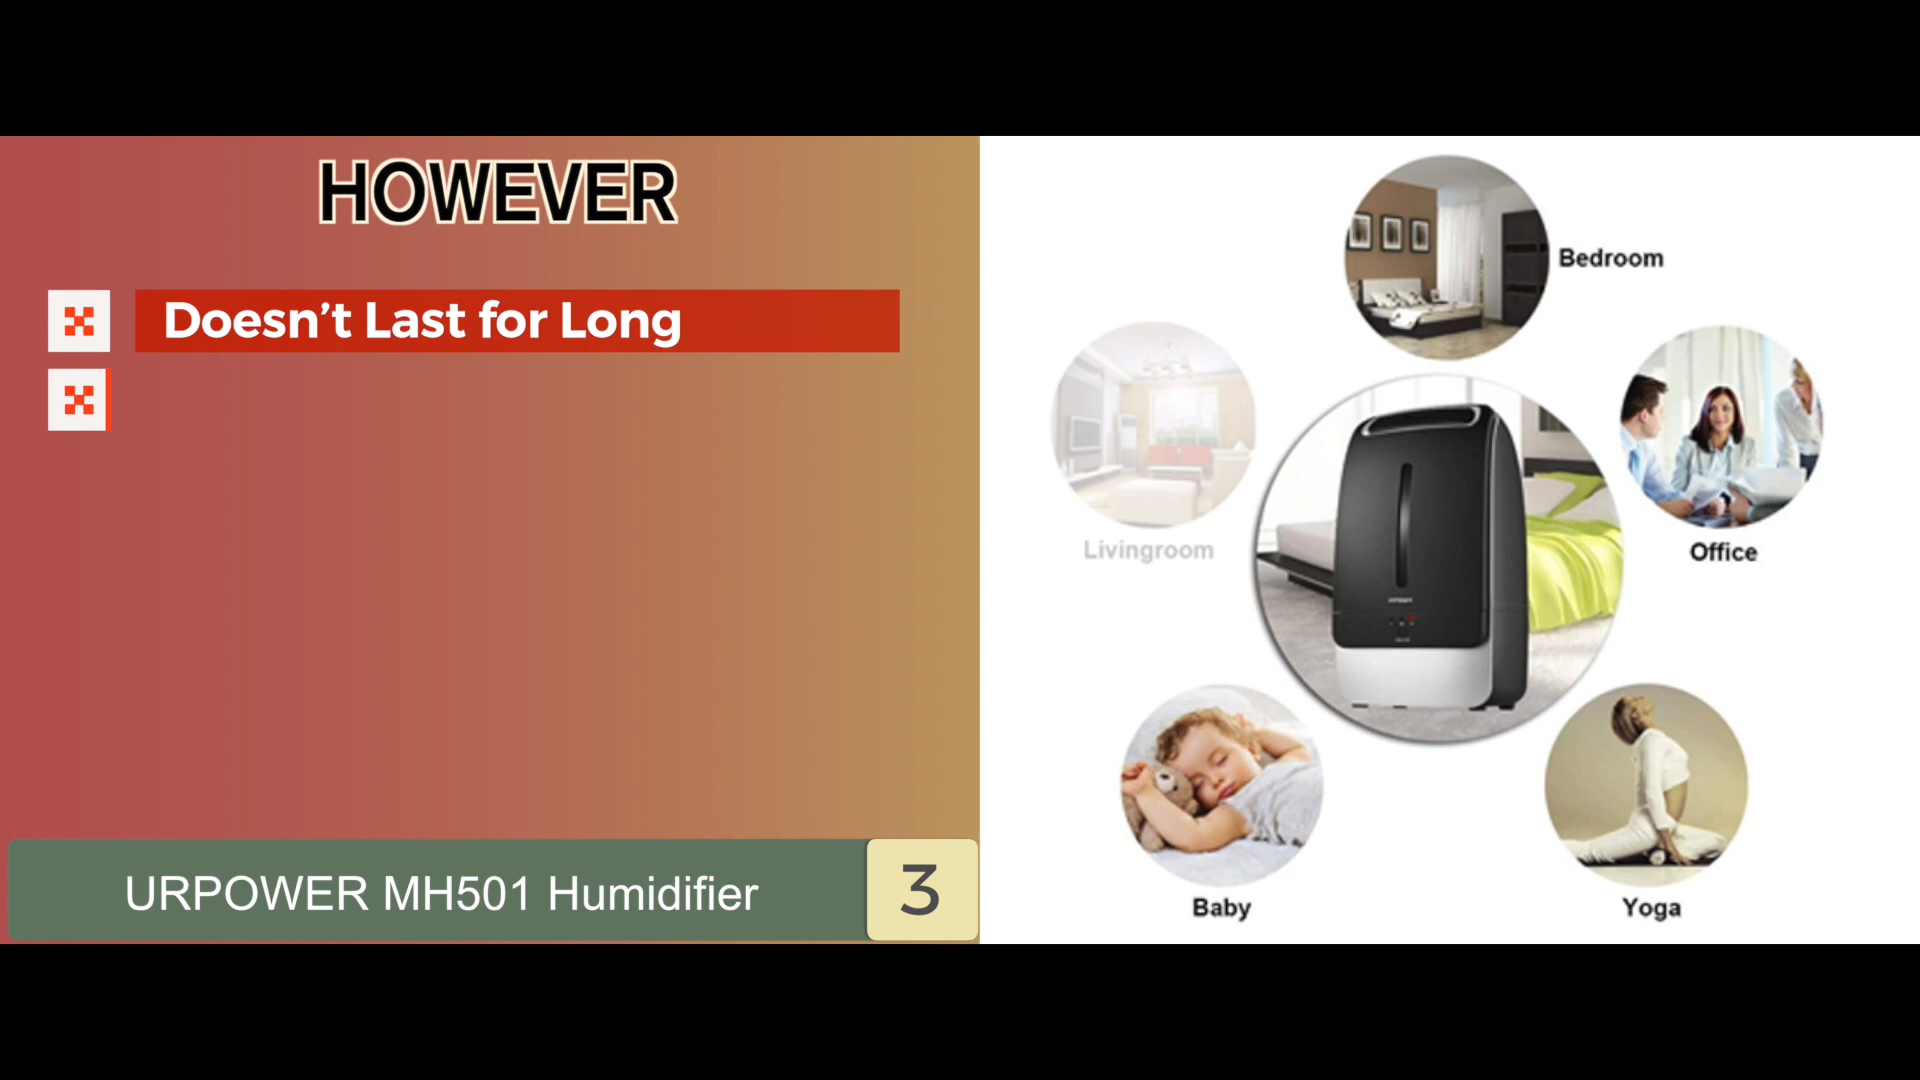 HOWEVER
Doesn’t Last for Long
URPOWER MH501 Humidifier
3
Bedroom
Livingroom
Office
Baby
Yoga